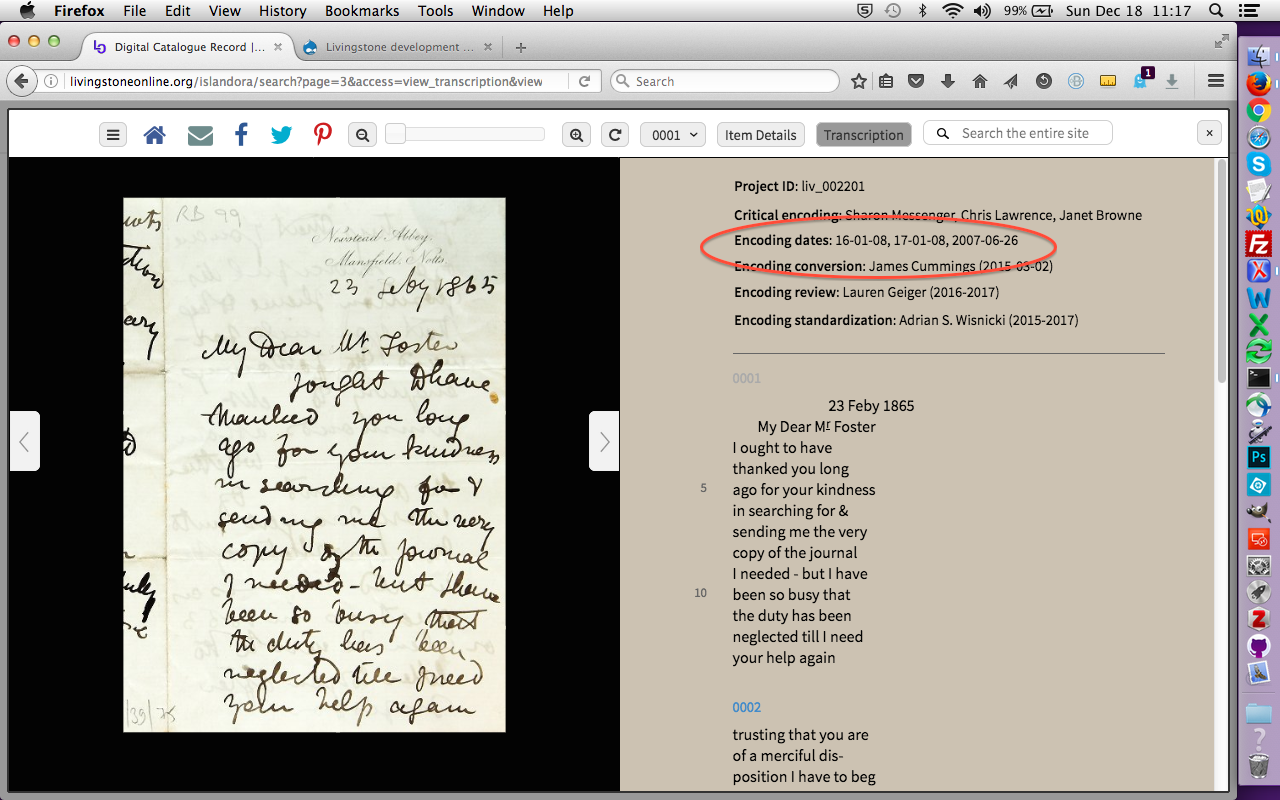 Firefox File Edit View History Bookmarks Tools Window Help 99% Sun Dec 18 11:17
Digital Catalogue Record |... Livingstone development ...
livingstoneonline.org/islandora/search?page=3&access=view_transcription&view Search 1
0001 Item Details Transcription Search the entire site
RB 99
Newstead Abbey.
Mansfield. Notts.
23 Feby 1865
My Dear Mr Foster
I ought I have
thanked you long
ago for your kindness
in searching for &
sending me the very
copy of the journal
I needed - but I have
been so busy that
the duty has been
neglected till I need
your help again
Project ID: liv_002201
Critical encoding: Sharon Messenger, Chris Lawrence, Janet Browne
Encoding dates: 16-01-08, 17-01-08, 2007-06-26
Encoding conversion: James Cummings (2015-03-02)
Encoding review: Lauren Geiger (2016-2017)
Encoding standardization: Adrian S. Wisnicki (2015-2017)
0001
23 Feby 1865
My Dear Mr Foster
I ought to have
thanked you long
5 ago for your kindness
in searching for &
sending me the very
copy of the journal
I needed - but I have
10 been so busy that
the duty has been
neglected till I need
your help again
0002
trusting that you are
of a merciful dis-
position I have to beg